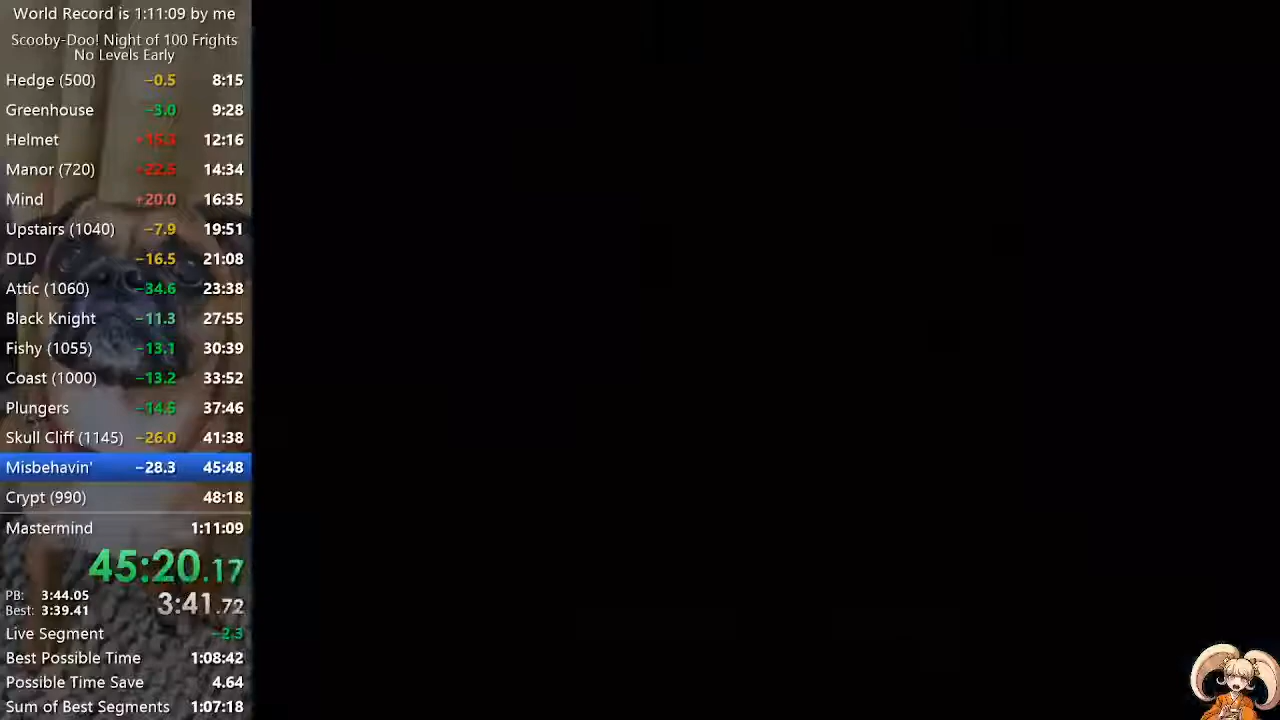 World Record is 1:11:09 by me
Scooby-Doo! Night of 100 Frights
No Levels Early
Hedge (500) −0.5 8:15
Greenhouse −3.0 9:28
Helmet +15.3 12:16
Manor (720) +22.5 14:34
Mind +20.0 16:35
Upstairs (1040) −7.9 19:51
DLD −16.5 21:08
Attic (1060) −34.6 23:38
Black Knight −11.3 27:55
Fishy (1055) −13.1 30:39
Coast (1000) −13.2 33:52
Plungers −14.5 37:46
Skull Cliff (1145) −26.0 41:38
Misbehavin' −28.3 45:48
Crypt (990) 48:18
Mastermind 1:11:09
45:20.17
PB: 3:44.05
Best: 3:39.41
3:41.72
Live Segment −2.3
Best Possible Time 1:08:42
Possible Time Save 4.64
Sum of Best Segments 1:07:18